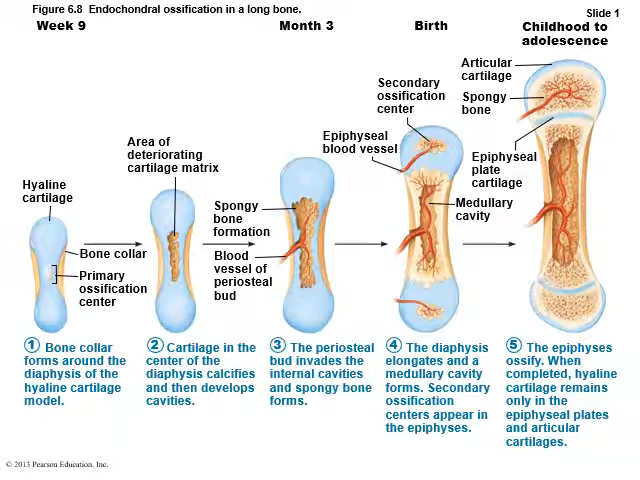 Figure 6.8 Endochondral ossification in a long bone.
Slide 1
Week 9
Month 3
Birth
Childhood to
adolescence
Articular
cartilage
Secondary
ossification
center
Spongy
bone
Epiphyseal
blood vessel
Area of
deteriorating
cartilage matrix
Epiphyseal
plate
cartilage
Hyaline
cartilage
Spongy
bone
formation
Medullary
cavity
Bone collar
Blood
vessel of
periosteal
bud
Primary
ossification
center
1 Bone collar
forms around the
diaphysis of the
hyaline cartilage
model.
2 Cartilage in the
center of the
diaphysis calcifies
and then develops
cavities.
3 The periosteal
bud invades the
internal cavities
and spongy bone
forms.
4 The diaphysis
elongates and a
medullary cavity
forms. Secondary
ossification
centers appear in
the epiphyses.
5 The epiphyses
ossify. When
completed, hyaline
cartilage remains
only in the
epiphyseal plates
and articular
cartilages.
© 2013 Pearson Education, Inc.